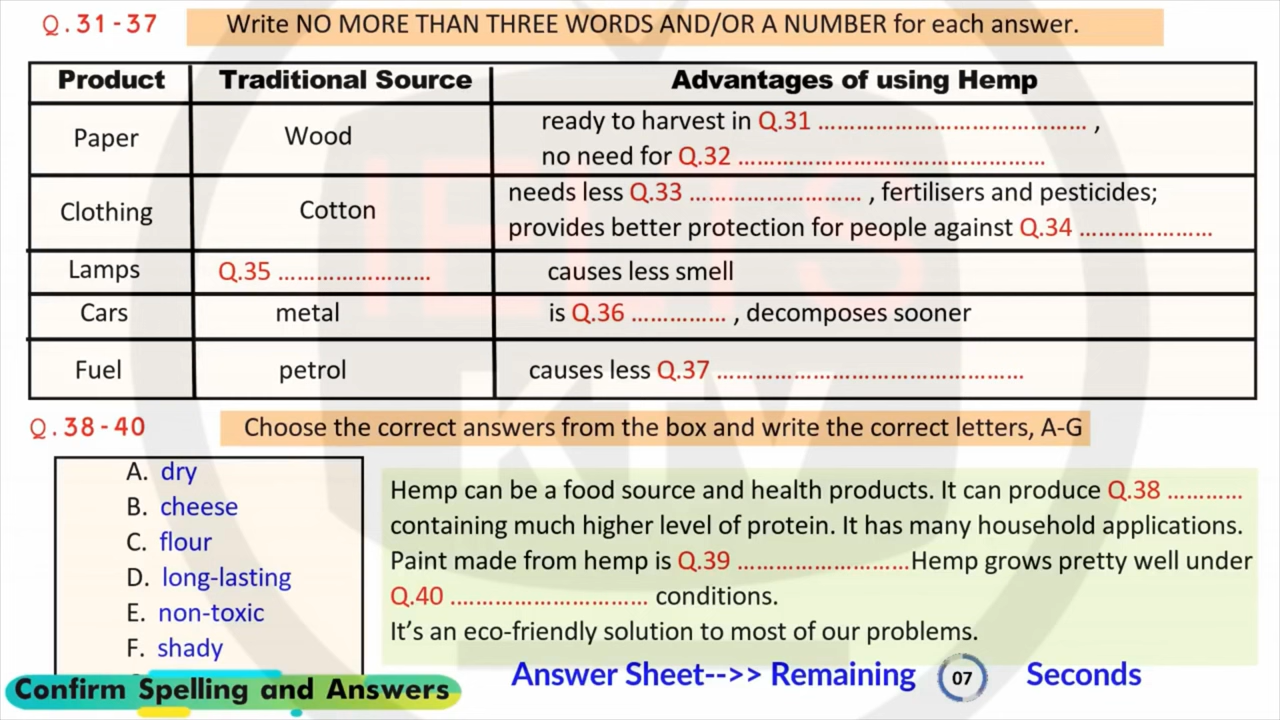 Q.31-37 Write NO MORE THAN THREE WORDS AND/OR A NUMBER for each answer.
Product Traditional Source Advantages of using Hemp
Paper Wood ready to harvest in Q.31 ………………………………… ,
no need for Q.32 ……………………………………
Clothing Cotton needs less Q.33 …………………… , fertilisers and pesticides;
provides better protection for people against Q.34 ………………
Lamps Q.35 ………………… causes less smell
Cars metal is Q.36 ………… , decomposes sooner
Fuel petrol causes less Q.37 ……………………………………
Q.38-40 Choose the correct answers from the box and write the correct letters, A-G
A. dry
B. cheese
C. flour
D. long-lasting
E. non-toxic
F. shady
Hemp can be a food source and health products. It can produce Q.38 …………
containing much higher level of protein. It has many household applications.
Paint made from hemp is Q.39 ……………………Hemp grows pretty well under
Q.40 ……………………… conditions.
It's an eco-friendly solution to most of our problems.
Confirm Spelling and Answers
Answer Sheet-->> Remaining 07 Seconds
IELTS
KTV